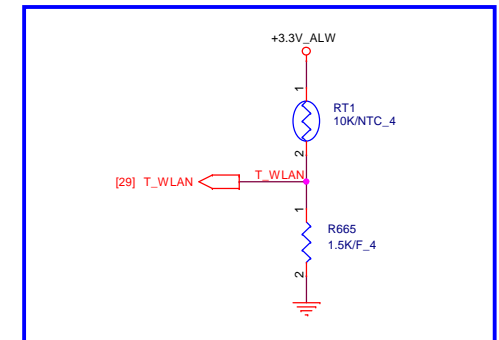 +3.3V_ALW
1
RT1
10K/NTC_4
2
[29] T_WLAN
T_WLAN
1
R665
1.5K/F_4
2